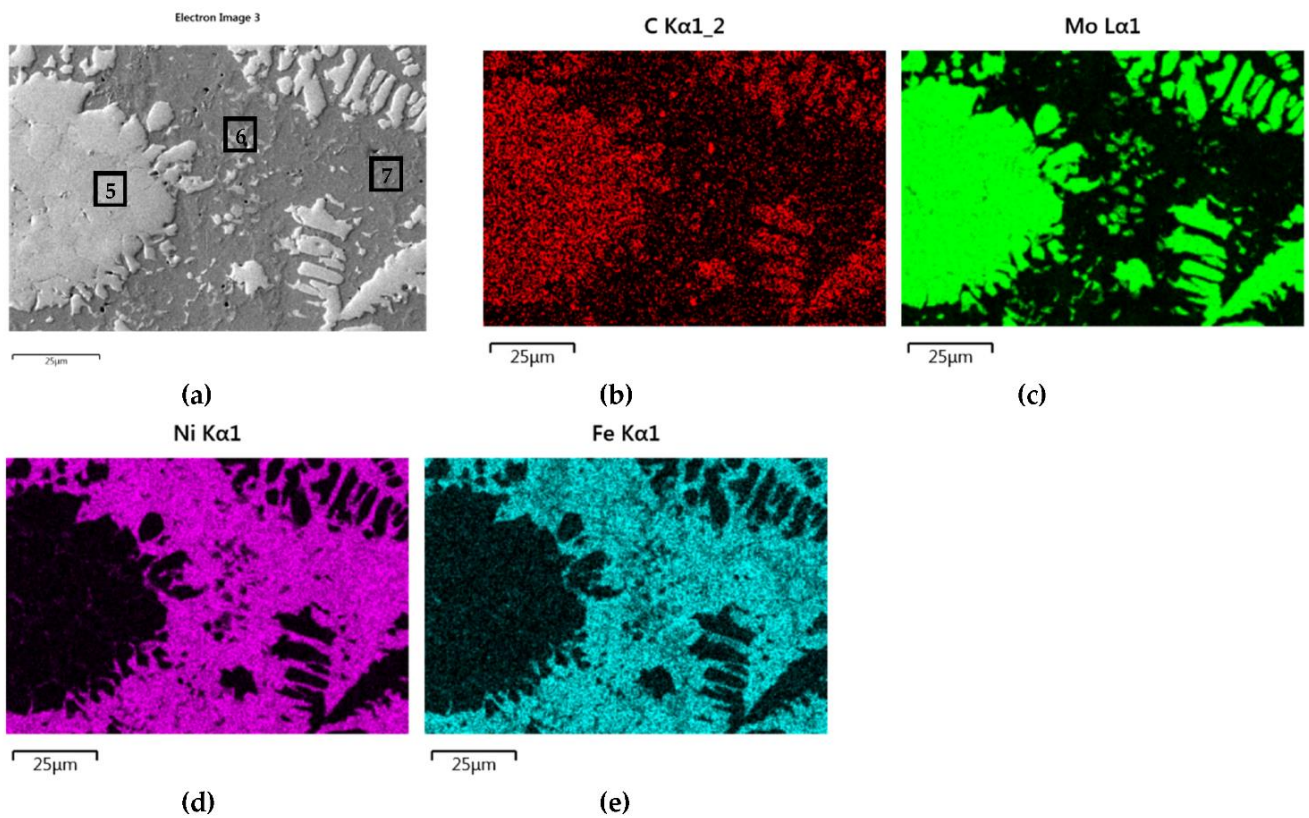 Electron Image 3
C Kα1_2
Mo Lα1
5
6
7
25µm
25µm
25µm
(a)
(b)
(c)
Ni Kα1
Fe Kα1
25µm
25µm
(d)
(e)